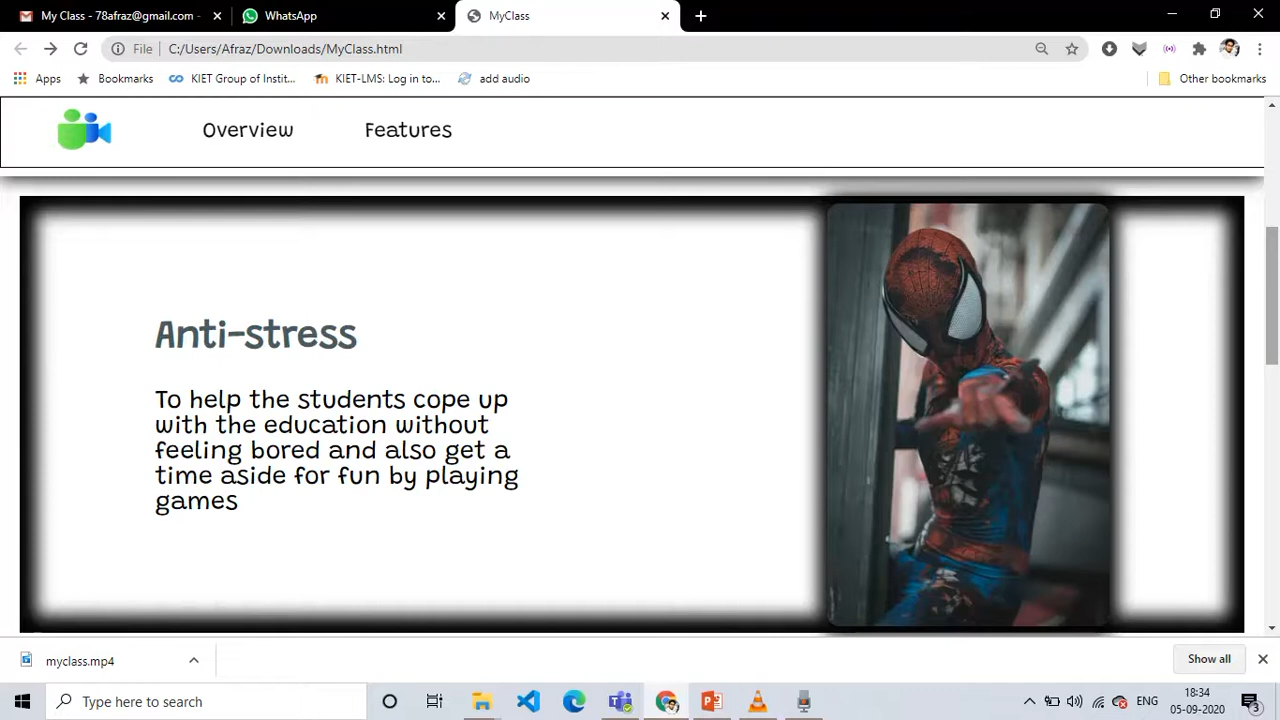 My Class - 78afraz@gmail.com -
WhatsApp
MyClass
File
C:/Users/Afraz/Downloads/MyClass.html
Apps
Bookmarks
KIET Group of Instit...
KIET-LMS: Log in to...
add audio
Other bookmarks
Overview
Features
Anti-stress
To help the students cope up
with the education without
feeling bored and also get a
time aside for fun by playing
games
myclass.mp4
Show all
Type here to search
ENG
18:34
05-09-2020
3